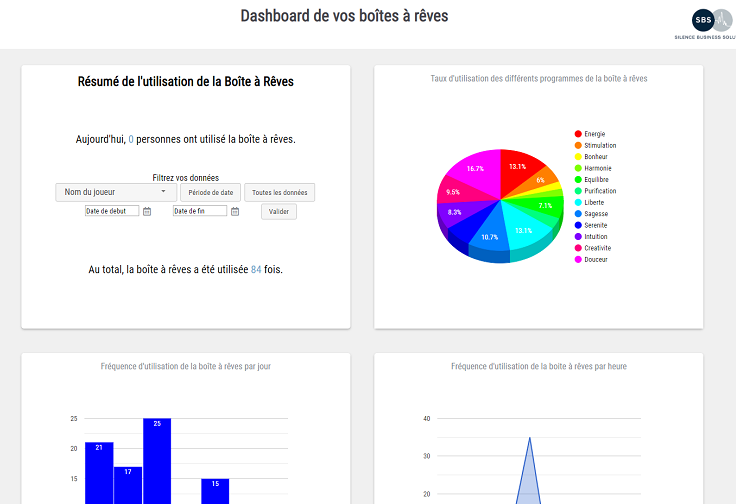 Dashboard de vos boîtes à rêves
SBS
SILENCE BUSINESS SOLU
Résumé de l'utilisation de la Boîte à Rêves
Aujourd'hui, 0 personnes ont utilisé la boîte à rêves.
Filtrez vos données
Nom du joueur
Période de date
Toutes les données
Date de debut
Date de fin
Valider
Au total, la boîte à rêves a été utilisée 84 fois.
Taux d'utilisation des différents programmes de la boîte à rêves
13.1%
6%
7.1%
13.1%
10.7%
8.3%
9.5%
16.7%
Energie
Stimulation
Bonheur
Harmonie
Equilibre
Purification
Liberte
Sagesse
Serenite
Intuition
Creativite
Douceur
Fréquence d'utilisation de la boîte à rêves par jour
25
20
15
21
17
25
15
Fréquence d'utilisation de la boite à rêves par heure
40
30
20